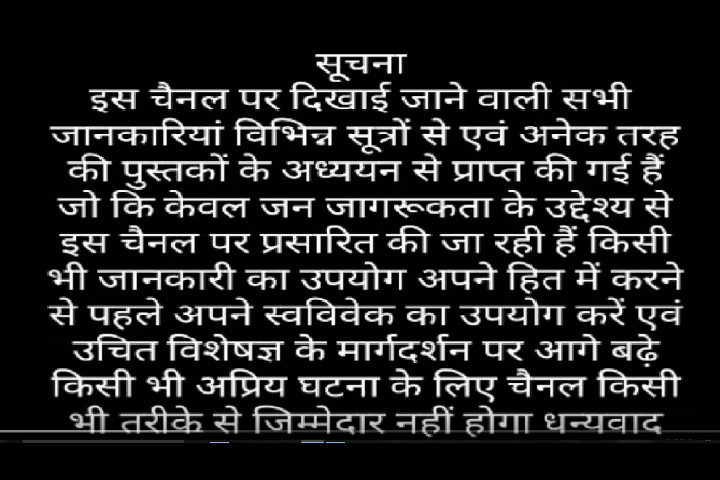 सूचना
इस चैनल पर दिखाई जाने वाली सभी
जानकारियां विभिन्न सूत्रों से एवं अनेक तरह
की पुस्तकों के अध्ययन से प्राप्त की गई हैं
जो कि केवल जन जागरूकता के उद्देश्य से
इस चैनल पर प्रसारित की जा रही हैं किसी
भी जानकारी का उपयोग अपने हित में करने
से पहले अपने स्वविवेक का उपयोग करें एवं
उचित विशेषज्ञ के मार्गदर्शन पर आगे बढ़े
किसी भी अप्रिय घटना के लिए चैनल किसी
भी तरीके से जिम्मेदार नहीं होगा धन्यवाद